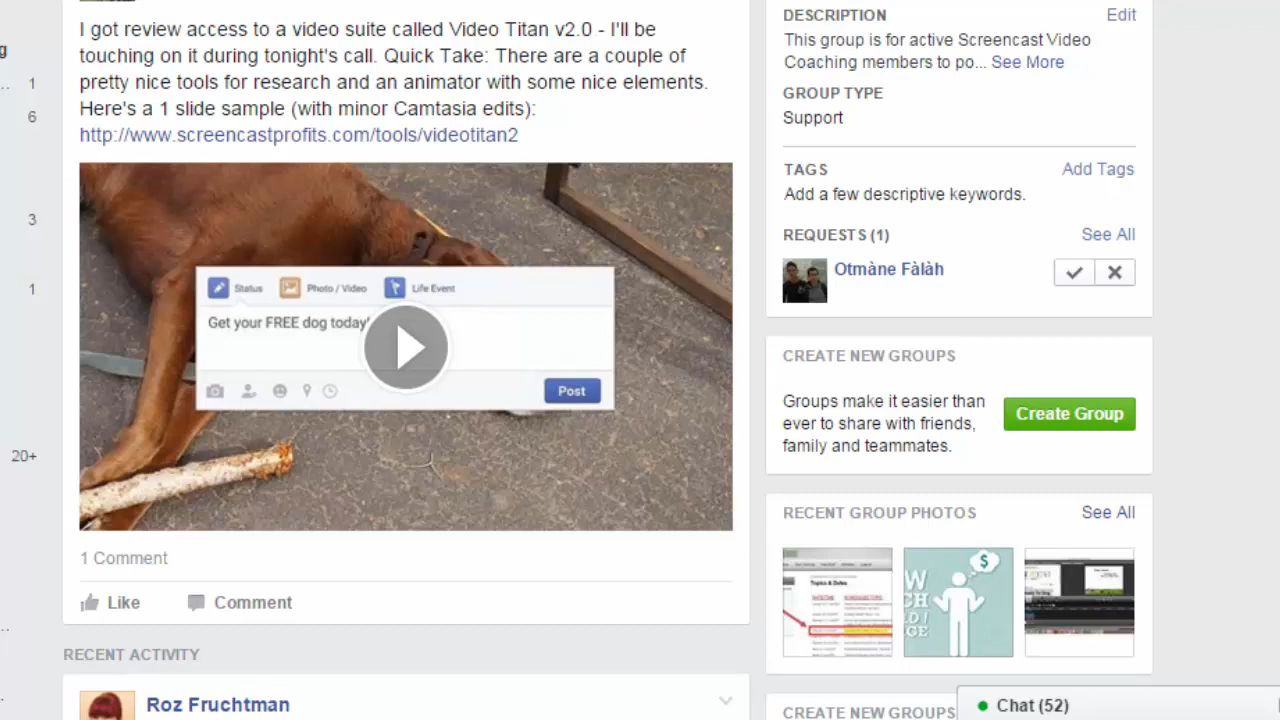 I got review access to a video suite called Video Titan v2.0 - I'll be
touching on it during tonight's call. Quick Take: There are a couple of
pretty nice tools for research and an animator with some nice elements.
Here's a 1 slide sample (with minor Camtasia edits):
http://www.screencastprofits.com/tools/videotitan2
Status Photo / Video Life Event
Get your FREE dog today!
Post
1 Comment
Like Comment
RECENT ACTIVITY
Roz Fruchtman
g
1
6
3
1
20+
DESCRIPTION Edit
This group is for active Screencast Video
Coaching members to po... See More
GROUP TYPE
Support
TAGS Add Tags
Add a few descriptive keywords.
REQUESTS (1) See All
Otmàne Fàlàh
CREATE NEW GROUPS
Groups make it easier than
ever to share with friends,
family and teammates.
Create Group
RECENT GROUP PHOTOS See All
Topics & Dates
CREATE NEW GROUPS
Chat (52)